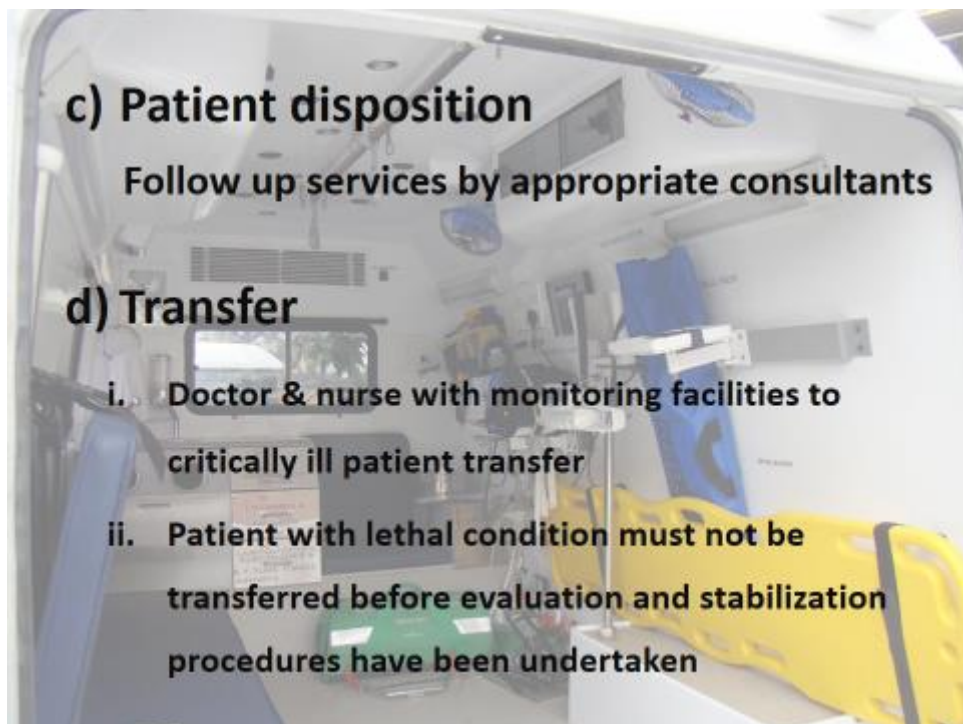 c) Patient disposition
Follow up services by appropriate consultants
d) Transfer
i. Doctor & nurse with monitoring facilities to
critically ill patient transfer
ii. Patient with lethal condition must not be
transferred before evaluation and stabilization
procedures have been undertaken